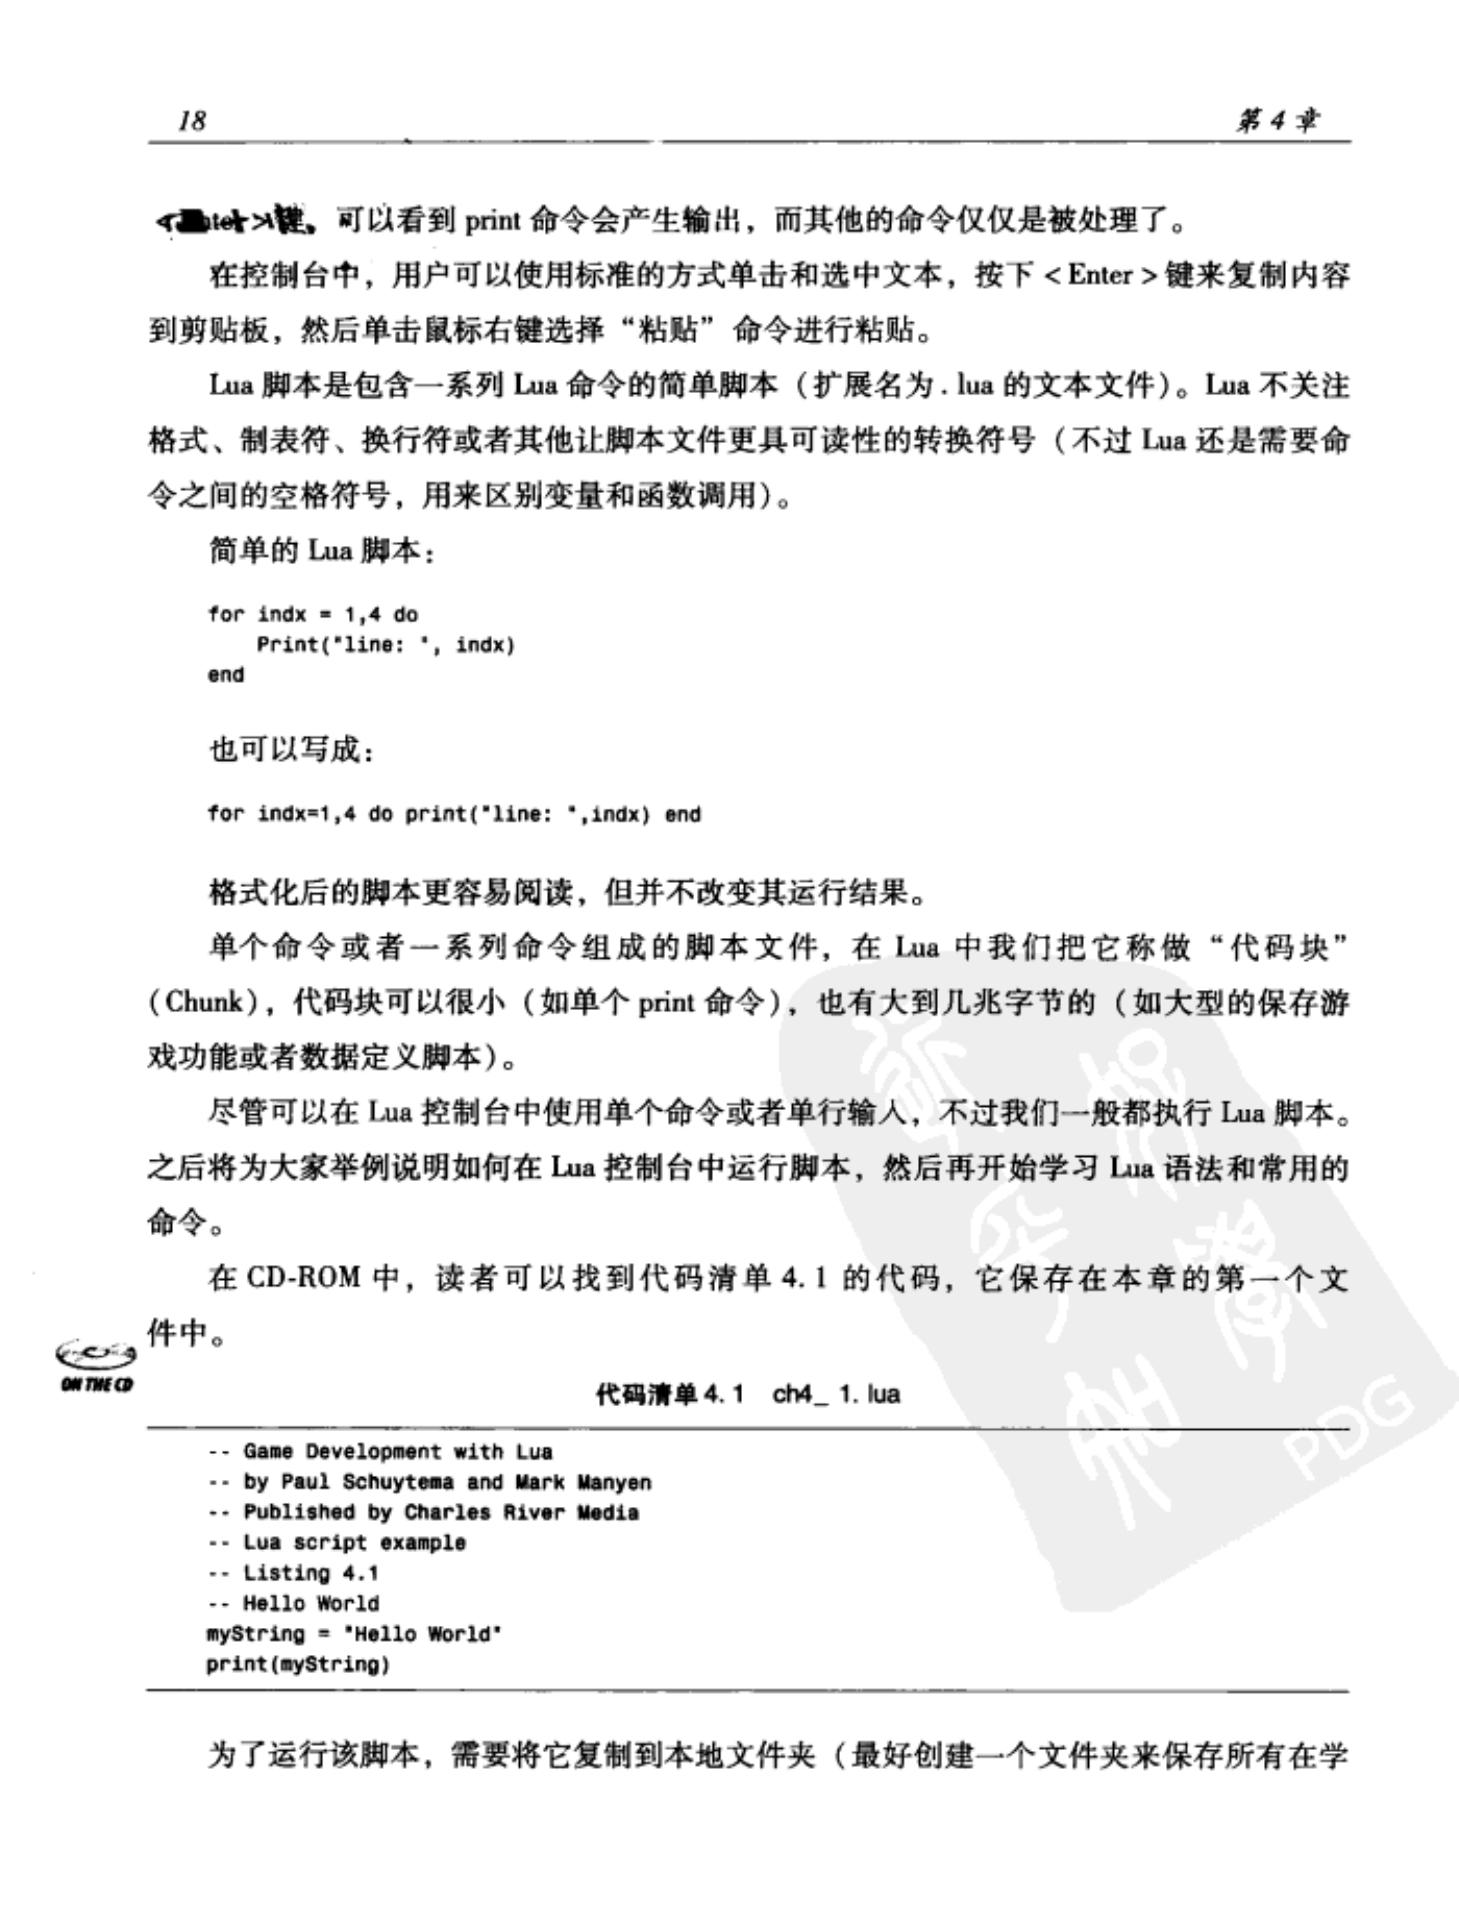 18
第 4 章
键。可以看到 print 命令会产生输出，而其他的命令仅仅是被处理了。
在控制台中，用户可以使用标准的方式单击和选中文本，按下 < Enter > 键来复制内容
到剪贴板，然后单击鼠标右键选择“粘贴”命令进行粘贴。
Lua 脚本是包含一系列 Lua 命令的简单脚本（扩展名为 . lua 的文本文件）。Lua 不关注
格式、制表符、换行符或者其他让脚本文件更具可读性的转换符号（不过 Lua 还是需要命
令之间的空格符号，用来区别变量和函数调用）。
简单的 Lua 脚本：
for indx = 1,4 do
    Print("line: ", indx)
end
也可以写成：
for indx=1,4 do print("line: ",indx) end
格式化后的脚本更容易阅读，但并不改变其运行结果。
单个命令或者一系列命令组成的脚本文件，在 Lua 中我们把它称做“代码块”
（Chunk），代码块可以很小（如单个 print 命令），也有大到几兆字节的（如大型的保存游
戏功能或者数据定义脚本）。
尽管可以在 Lua 控制台中使用单个命令或者单行输人，不过我们一般都执行 Lua 脚本。
之后将为大家举例说明如何在 Lua 控制台中运行脚本，然后再开始学习 Lua 语法和常用的
命令。
在 CD-ROM 中，读者可以找到代码清单 4. 1 的代码，它保存在本章的第一个文
件中。
ON THE CD
代码清单 4. 1 ch4_ 1. lua
-- Game Development with Lua
-- by Paul Schuytema and Mark Manyen
-- Published by Charles River Media
-- Lua script example
-- Listing 4.1
-- Hello World
myString = "Hello World"
print(myString)
PDG
为了运行该脚本，需要将它复制到本地文件夹（最好创建一个文件夹来保存所有在学